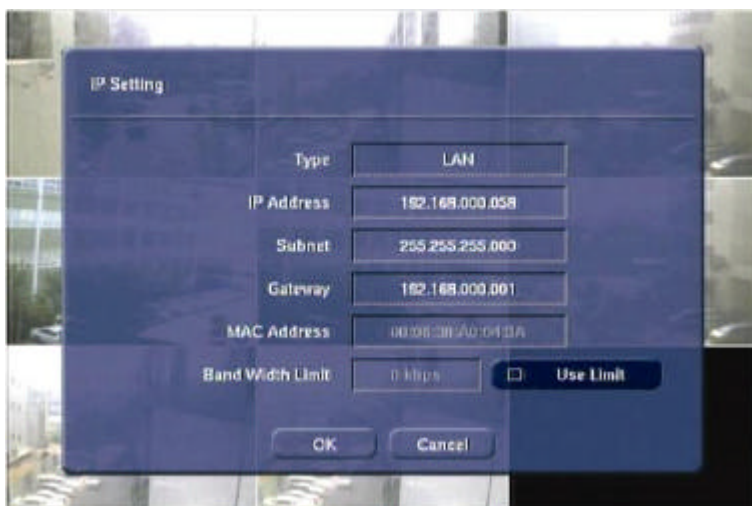 IP Setting
Type LAN
IP Address 192.168.000.058
Subnet 255.255.255.000
Gateway 192.168.000.001
MAC Address
Band Width Limit 0 kbps Use Limit
OK Cancel